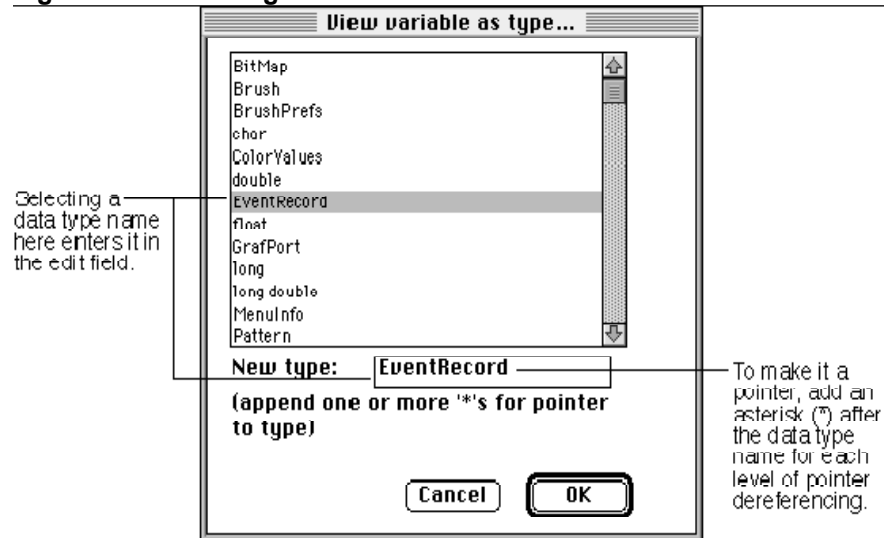 View variable as type...
BitMap
Brush
BrushPrefs
char
ColorValues
double
EventRecord
float
GrafPort
long
long double
MenuInfo
Pattern
Selecting a
data type name
here enters it in
the edit field.
New type: EventRecord
(append one or more '*'s for pointer
to type)
Cancel OK
To make it a
pointer, add an
asterisk (*) after
the data type
name for each
level of pointer
dereferencing.